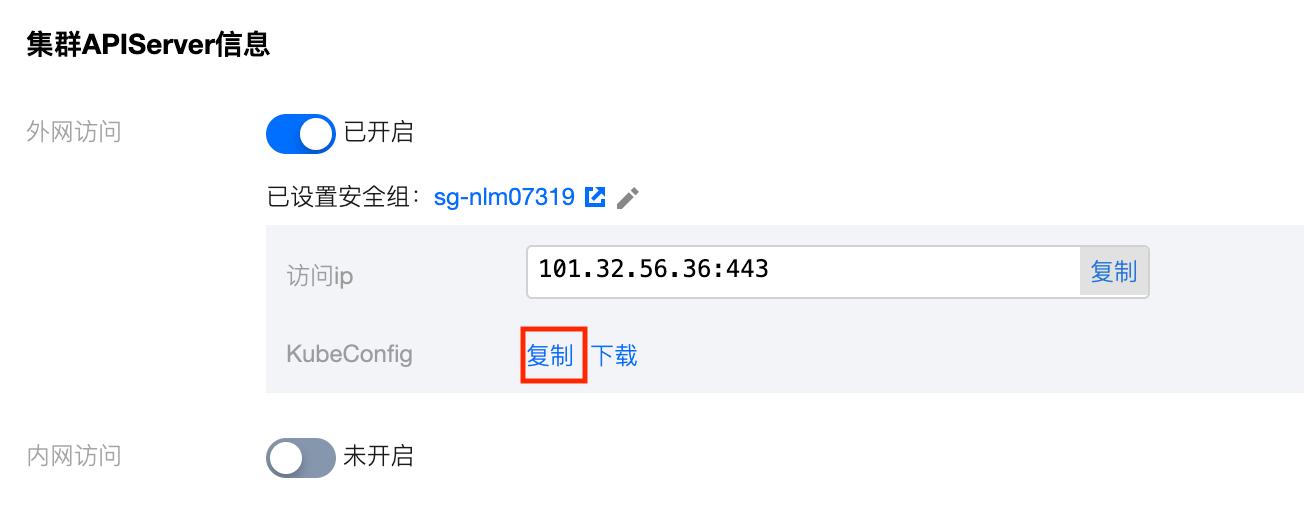 集群APIServer信息
外网访问 已开启
已设置安全组：sg-nlm07319
访问ip 101.32.56.36:443 复制
KubeConfig 复制 下载
内网访问 未开启